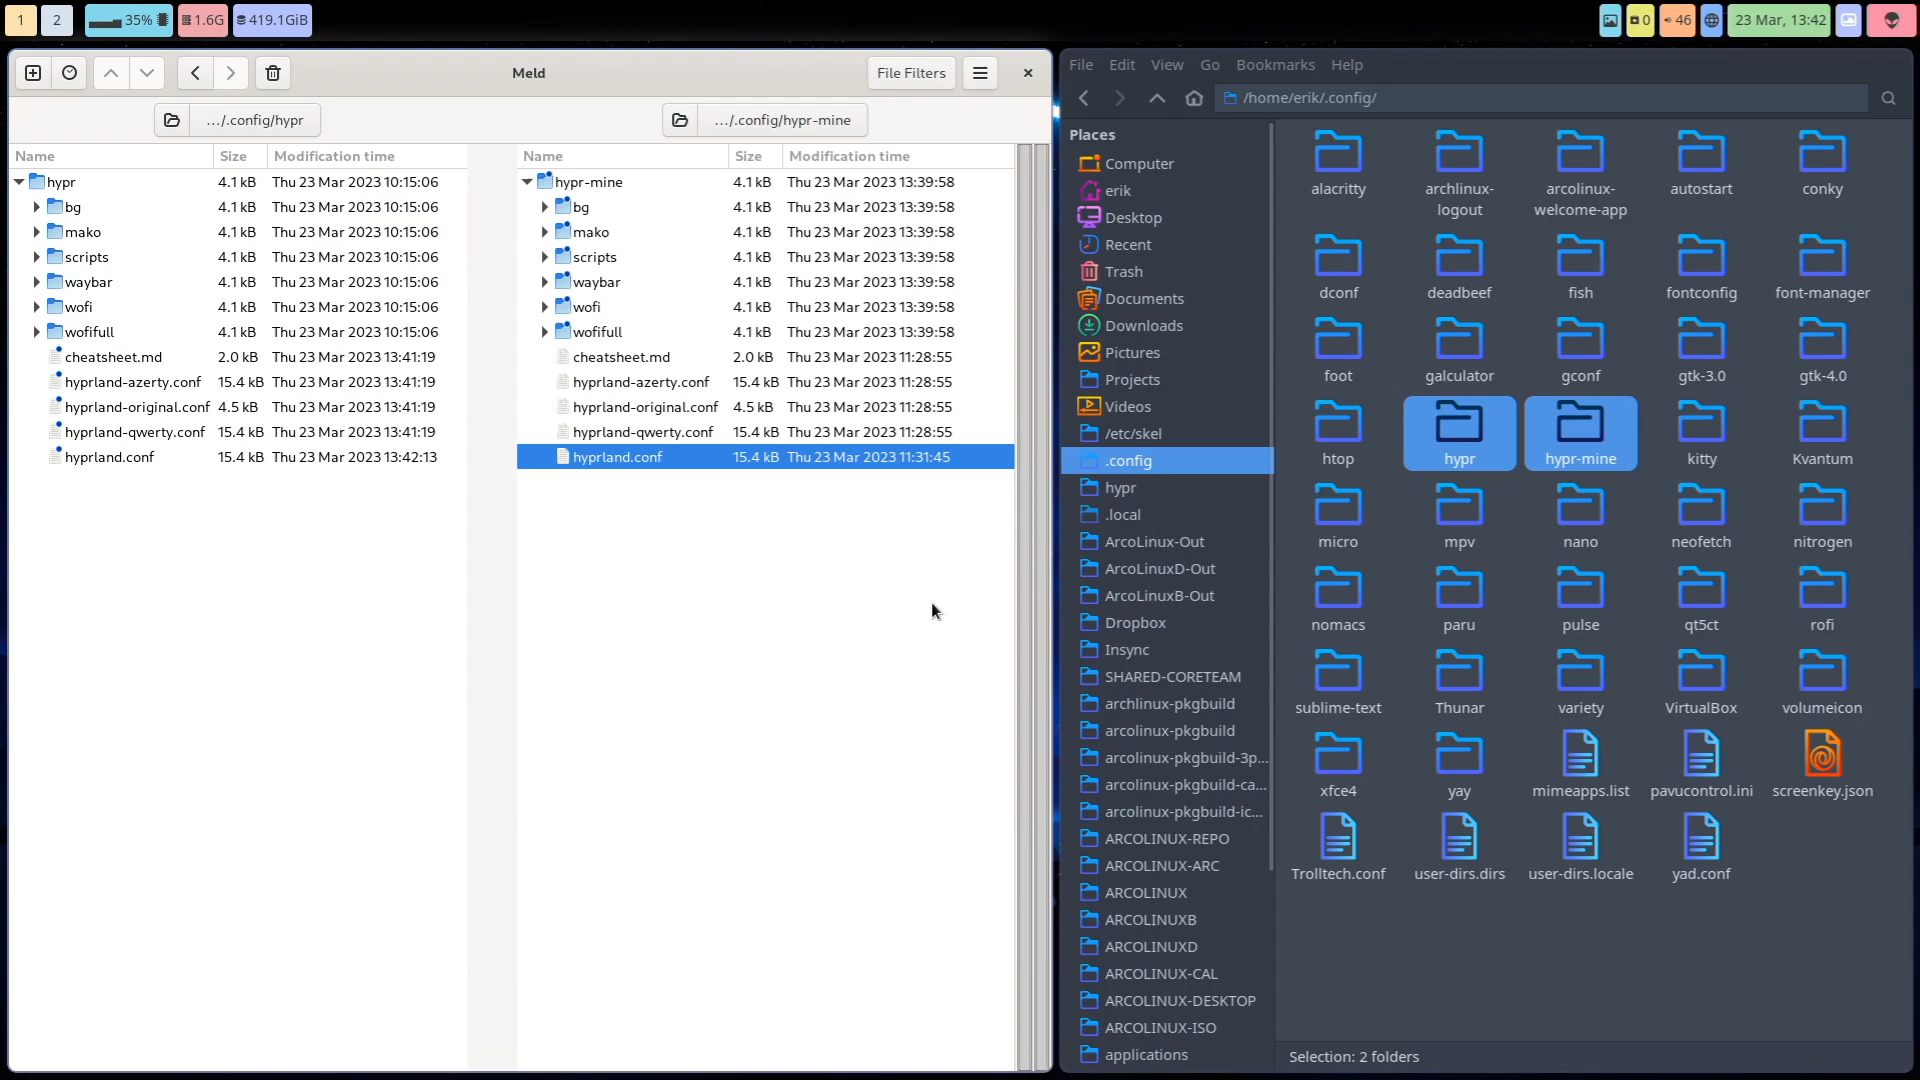 1 2 35% 1.6G 419.1GiB
0 46 23 Mar, 13:42
Meld
File Filters
.../.config/hypr
.../.config/hypr-mine
Name Size Modification time
hypr 4.1 kB Thu 23 Mar 2023 10:15:06
bg 4.1 kB Thu 23 Mar 2023 10:15:06
mako 4.1 kB Thu 23 Mar 2023 10:15:06
scripts 4.1 kB Thu 23 Mar 2023 10:15:06
waybar 4.1 kB Thu 23 Mar 2023 10:15:06
wofi 4.1 kB Thu 23 Mar 2023 10:15:06
wofifull 4.1 kB Thu 23 Mar 2023 10:15:06
cheatsheet.md 2.0 kB Thu 23 Mar 2023 13:41:19
hyprland-azerty.conf 15.4 kB Thu 23 Mar 2023 13:41:19
hyprland-original.conf 4.5 kB Thu 23 Mar 2023 13:41:19
hyprland-qwerty.conf 15.4 kB Thu 23 Mar 2023 13:41:19
hyprland.conf 15.4 kB Thu 23 Mar 2023 13:42:13
Name Size Modification time
hypr-mine 4.1 kB Thu 23 Mar 2023 13:39:58
bg 4.1 kB Thu 23 Mar 2023 13:39:58
mako 4.1 kB Thu 23 Mar 2023 13:39:58
scripts 4.1 kB Thu 23 Mar 2023 13:39:58
waybar 4.1 kB Thu 23 Mar 2023 13:39:58
wofi 4.1 kB Thu 23 Mar 2023 13:39:58
wofifull 4.1 kB Thu 23 Mar 2023 13:39:58
cheatsheet.md 2.0 kB Thu 23 Mar 2023 11:28:55
hyprland-azerty.conf 15.4 kB Thu 23 Mar 2023 11:28:55
hyprland-original.conf 4.5 kB Thu 23 Mar 2023 11:28:55
hyprland-qwerty.conf 15.4 kB Thu 23 Mar 2023 11:28:55
hyprland.conf 15.4 kB Thu 23 Mar 2023 11:31:45
File Edit View Go Bookmarks Help
/home/erik/.config/
Places
Computer
erik
Desktop
Recent
Trash
Documents
Downloads
Pictures
Projects
Videos
/etc/skel
.config
hypr
.local
ArcoLinux-Out
ArcoLinuxD-Out
ArcoLinuxB-Out
Dropbox
Insync
SHARED-CORETEAM
archlinux-pkgbuild
arcolinux-pkgbuild
arcolinux-pkgbuild-3p...
arcolinux-pkgbuild-ca...
arcolinux-pkgbuild-ic...
ARCOLINUX-REPO
ARCOLINUX-ARC
ARCOLINUX
ARCOLINUXB
ARCOLINUXD
ARCOLINUX-CAL
ARCOLINUX-DESKTOP
ARCOLINUX-ISO
applications
alacritty archlinux-logout arcolinux-welcome-app autostart conky
dconf deadbeef fish fontconfig font-manager
foot galculator gconf gtk-3.0 gtk-4.0
htop hypr hypr-mine kitty Kvantum
micro mpv nano neofetch nitrogen
nomacs paru pulse qt5ct rofi
sublime-text Thunar variety VirtualBox volumeicon
xfce4 yay mimeapps.list pavucontrol.ini screenkey.json
Trolltech.conf user-dirs.dirs user-dirs.locale yad.conf
Selection: 2 folders